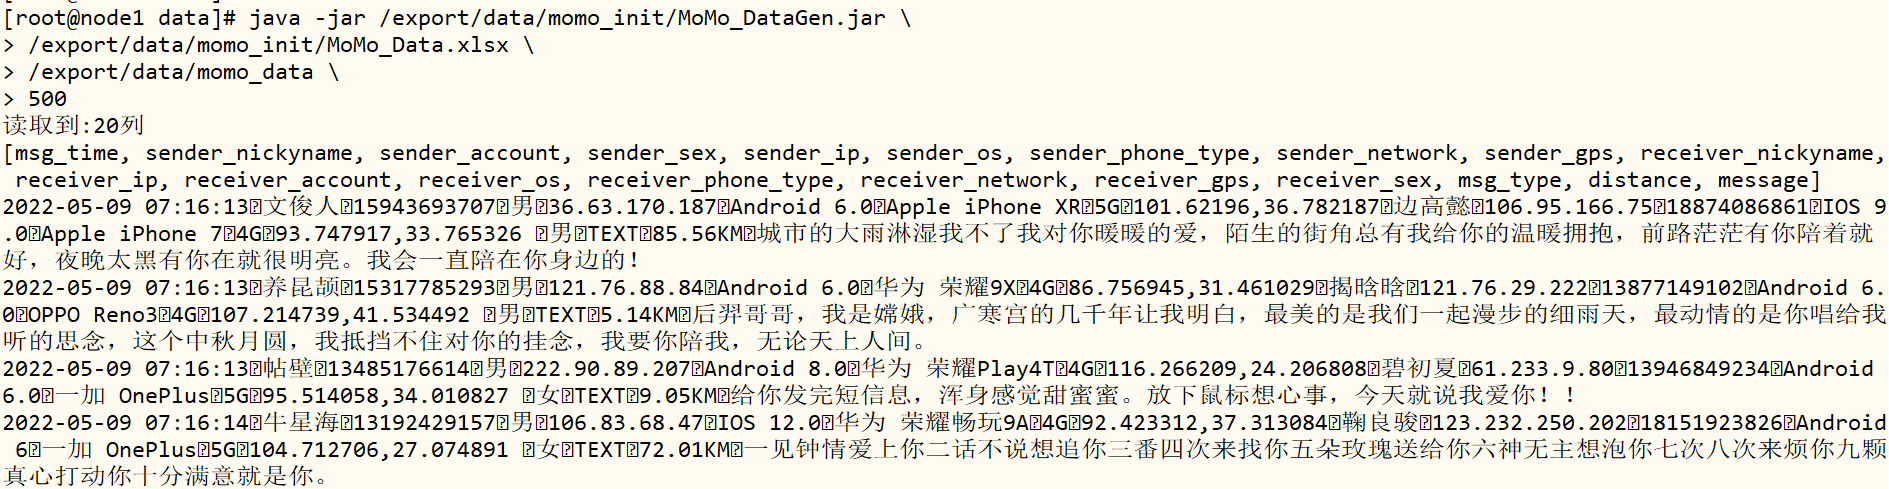 [root@node1 data]# java -jar /export/data/momo_init/MoMo_DataGen.jar \
> /export/data/momo_init/MoMo_Data.xlsx \
> /export/data/momo_data \
> 500
读取到:20列
[msg_time, sender_nickyname, sender_account, sender_sex, sender_ip, sender_os, sender_phone_type, sender_network, sender_gps, receiver_nickyname,
receiver_ip, receiver_account, receiver_os, receiver_phone_type, receiver_network, receiver_gps, receiver_sex, msg_type, distance, message]
2022-05-09 07:16:13􀀀文俊人􀀀15943693707􀀀男􀀀36.63.170.187􀀀Android 6.0􀀀Apple iPhone XR􀀀5G􀀀101.62196,36.782187􀀀边高懿􀀀106.95.166.75􀀀18874086861􀀀IOS 9
.0􀀀Apple iPhone 7􀀀4G􀀀93.747917,33.765326 􀀀男􀀀TEXT􀀀85.56KM􀀀城市的大雨淋湿我不了我对你暖暖的爱，陌生的街角总有我给你的温暖拥抱，前路茫茫有你陪着就
好，夜晚太黑有你在就很明亮。我会一直陪在你身边的！
2022-05-09 07:16:13􀀀养昆颉􀀀15317785293􀀀男􀀀121.76.88.84􀀀Android 6.0􀀀华为 荣耀9X􀀀4G􀀀86.756945,31.461029􀀀揭晗晗􀀀121.76.29.222􀀀13877149102􀀀Android 6.
0􀀀OPPO Reno3􀀀4G􀀀107.214739,41.534492 􀀀男􀀀TEXT􀀀5.14KM􀀀后羿哥哥，我是嫦娥，广寒宫的几千年让我明白，最美的是我们一起漫步的细雨天，最动情的是你唱给我
听的思念，这个中秋月圆，我抵挡不住对你的挂念，我要你陪我，无论天上人间。
2022-05-09 07:16:13􀀀帖壁􀀀13485176614􀀀男􀀀222.90.89.207􀀀Android 8.0􀀀华为 荣耀Play4T􀀀4G􀀀116.266209,24.206808􀀀碧初夏􀀀61.233.9.80􀀀13946849234􀀀Android
6.0􀀀一加 OnePlus􀀀5G􀀀95.514058,34.010827 􀀀女􀀀TEXT􀀀9.05KM􀀀给你发完短信息，浑身感觉甜蜜蜜。放下鼠标想心事，今天就说我爱你！！
2022-05-09 07:16:14􀀀牛星海􀀀13192429157􀀀男􀀀106.83.68.47􀀀IOS 12.0􀀀华为 荣耀畅玩9A􀀀4G􀀀92.423312,37.313084􀀀鞠良骏􀀀123.232.250.202􀀀18151923826􀀀Android
6􀀀一加 OnePlus􀀀5G􀀀104.712706,27.074891 􀀀女􀀀TEXT􀀀72.01KM􀀀一见钟情爱上你二话不说想追你三番四次来找你五朵玫瑰送给你六神无主想泡你七次八次来烦你九颗
真心打动你十分满意就是你。